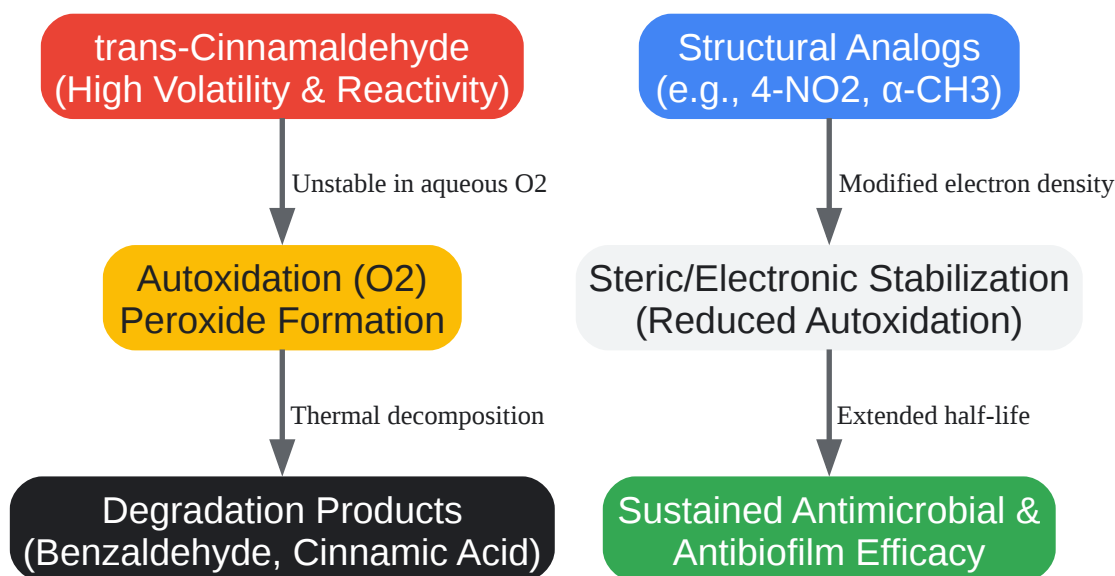 trans-Cinnamaldehyde
(High Volatility & Reactivity)
Structural Analogs
(e.g., 4-NO2, α-CH3)
Unstable in aqueous O2
Modified electron density
Autoxidation (O2)
Peroxide Formation
Steric/Electronic Stabilization
(Reduced Autoxidation)
Thermal decomposition
Extended half-life
Degradation Products
(Benzaldehyde, Cinnamic Acid)
Sustained Antimicrobial &
Antibiofilm Efficacy